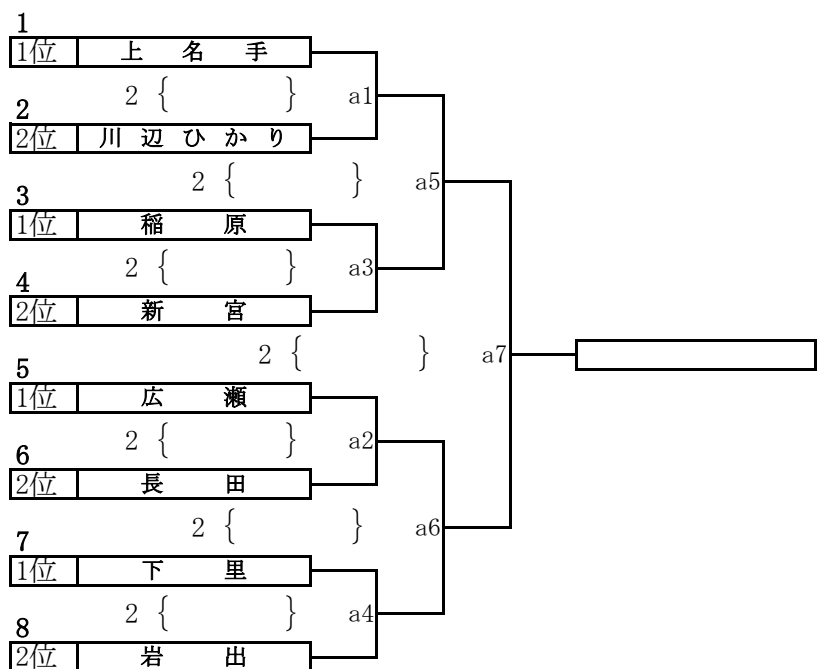 1
1位 上 名 手
2 { } a1
2
2位 川 辺 ひ か り
2 { } a5
3
1位 稲 原
2 { } a3
4
2位 新 宮
2 { } a7
5
1位 広 瀬
2 { } a2
6
2位 長 田
2 { } a6
7
1位 下 里
2 { } a4
8
2位 岩 出